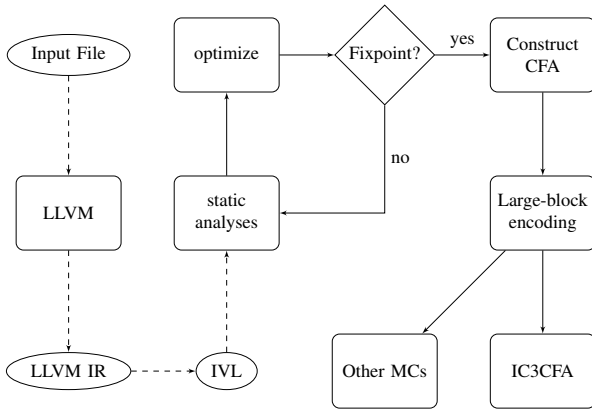 Input File
optimize
Fixpoint?
yes
Construct
CFA
no
LLVM
static
analyses
Large-block
encoding
LLVM IR
IVL
Other MCs
IC3CFA